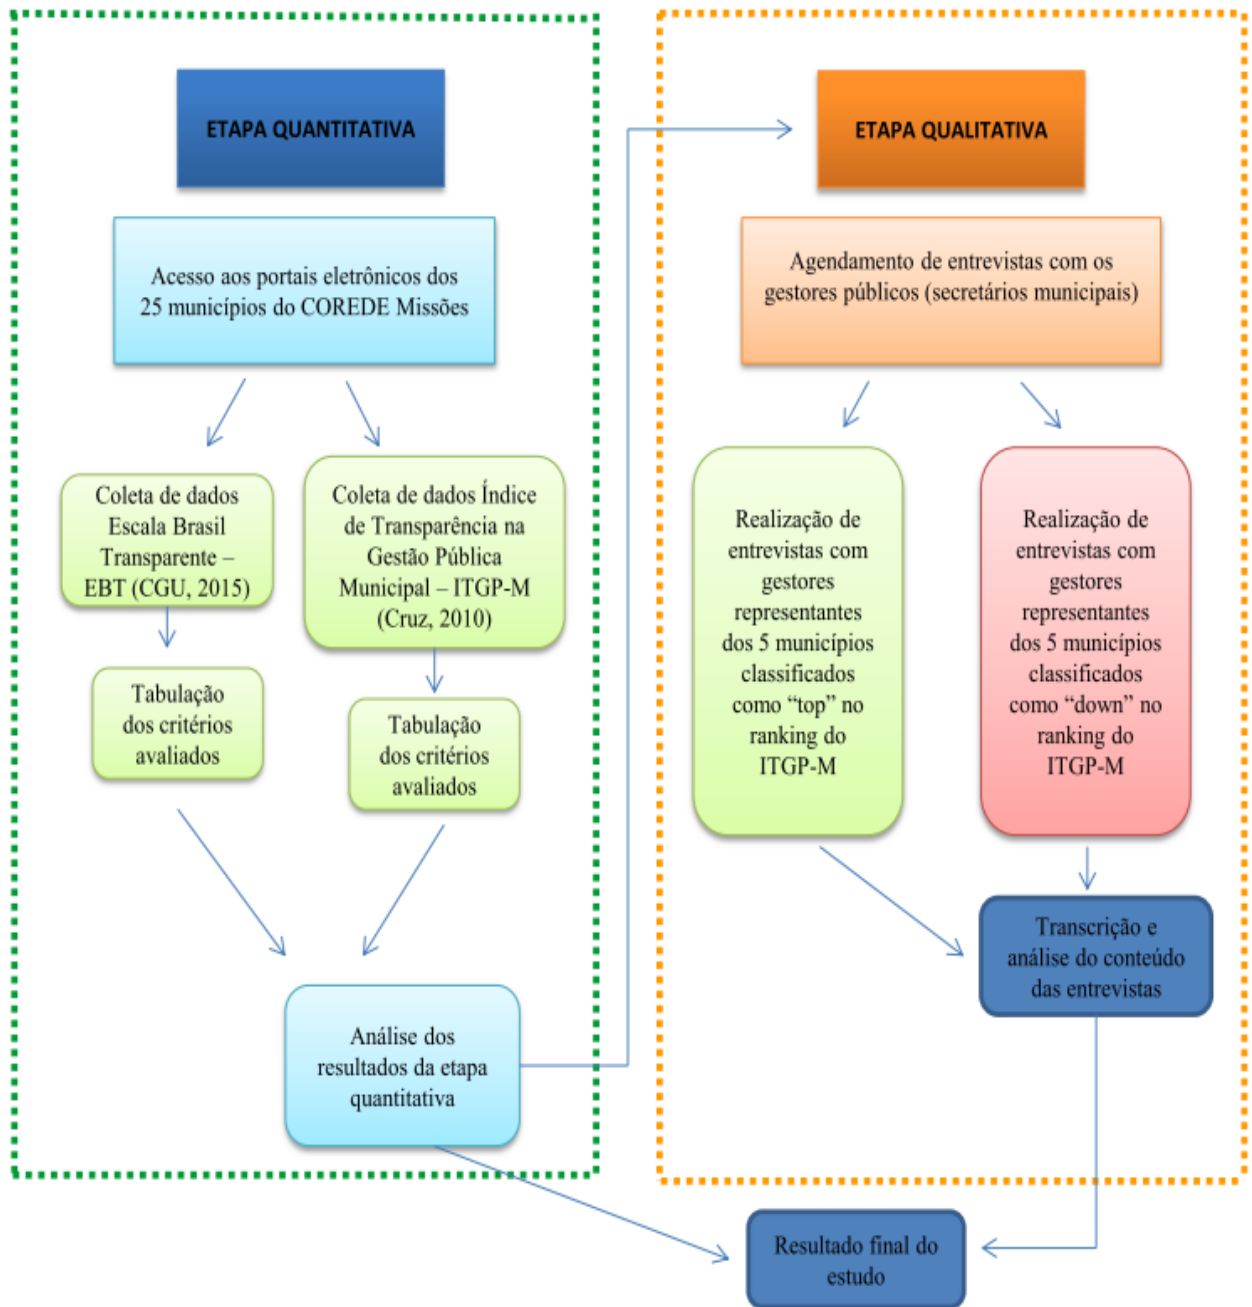 ETAPA QUANTITATIVA
Acesso aos portais eletrônicos dos
25 municípios do COREDE Missões
Coleta de dados
Escala Brasil
Transparente –
EBT (CGU, 2015)
Coleta de dados Índice
de Transparência na
Gestão Pública
Municipal – ITGP-M
(Cruz, 2010)
Tabulação
dos critérios
avaliados
Tabulação
dos critérios
avaliados
Análise dos
resultados da etapa
quantitativa
ETAPA QUALITATIVA
Agendamento de entrevistas com os
gestores públicos (secretários municipais)
Realização de
entrevistas com
gestores
representantes
dos 5 municípios
classificados
como “top” no
ranking do
ITGP-M
Realização de
entrevistas com
gestores
representantes
dos 5 municípios
classificados
como “down” no
ranking do
ITGP-M
Transcrição e
análise do conteúdo
das entrevistas
Resultado final do
estudo